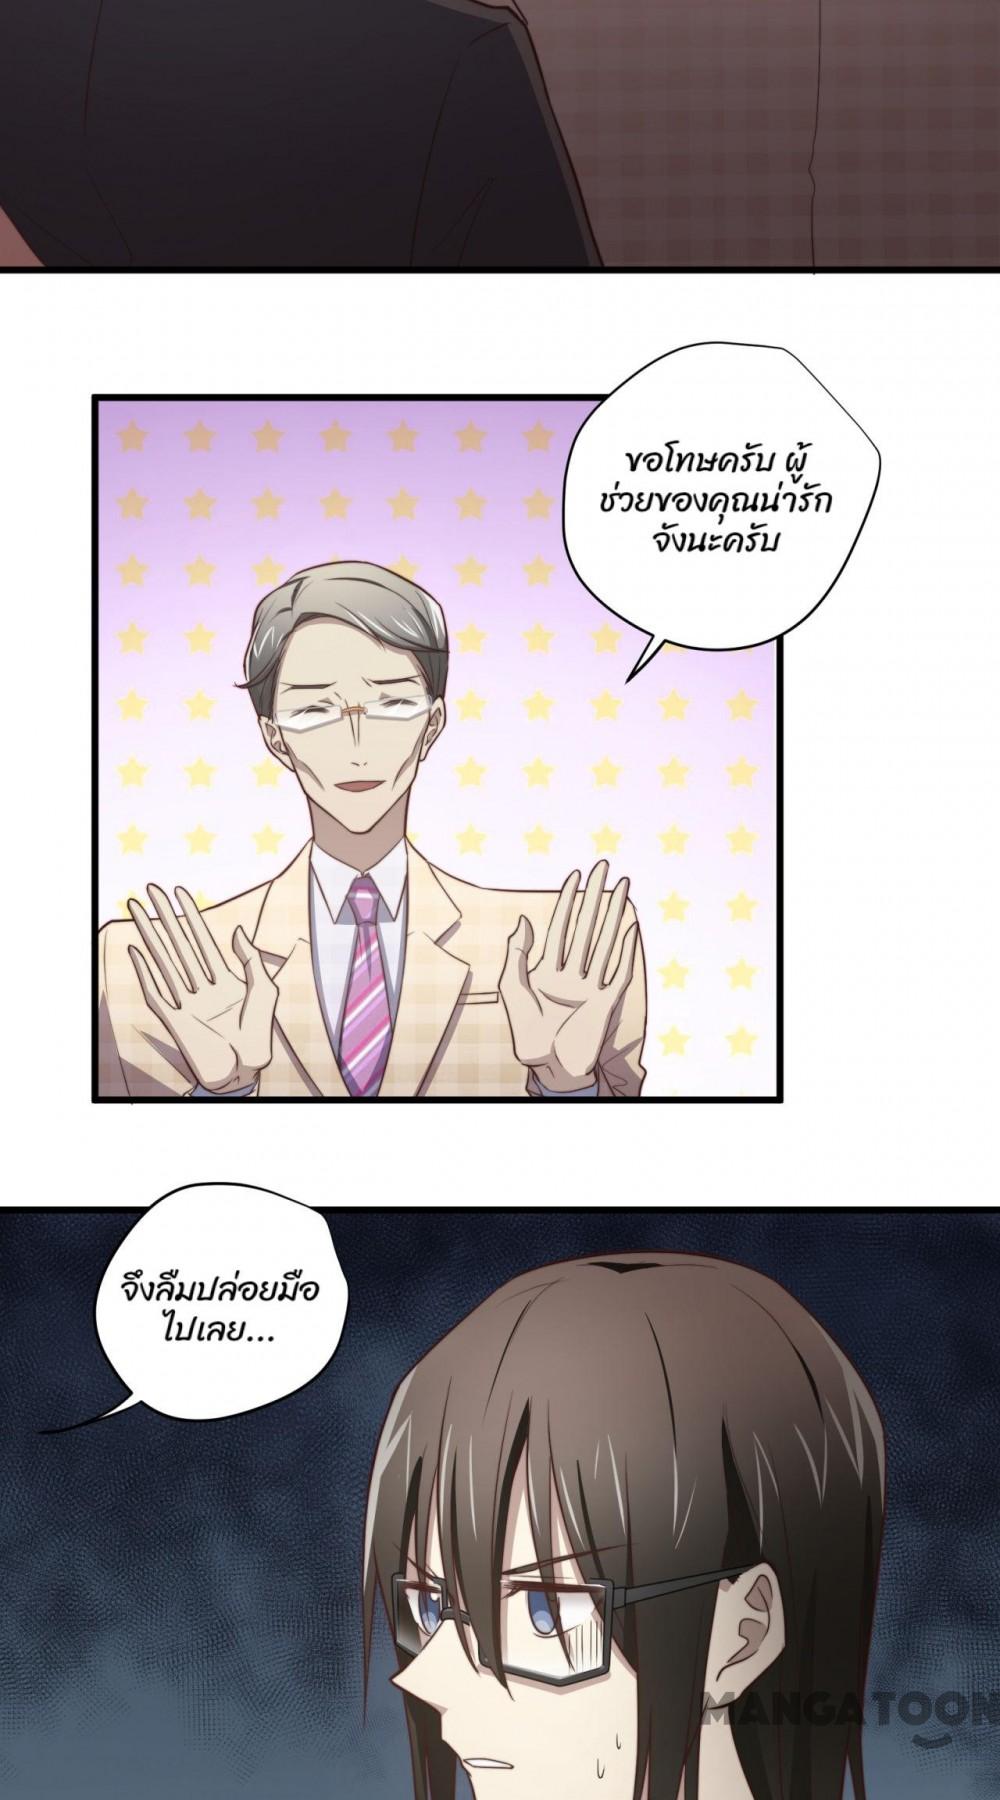 ขอโทษครับ ผู้
ช่วยของคุณน่ารัก
จังนะครับ
จึงลืมปล่อยมือ
ไปเลย...
MANGATOON